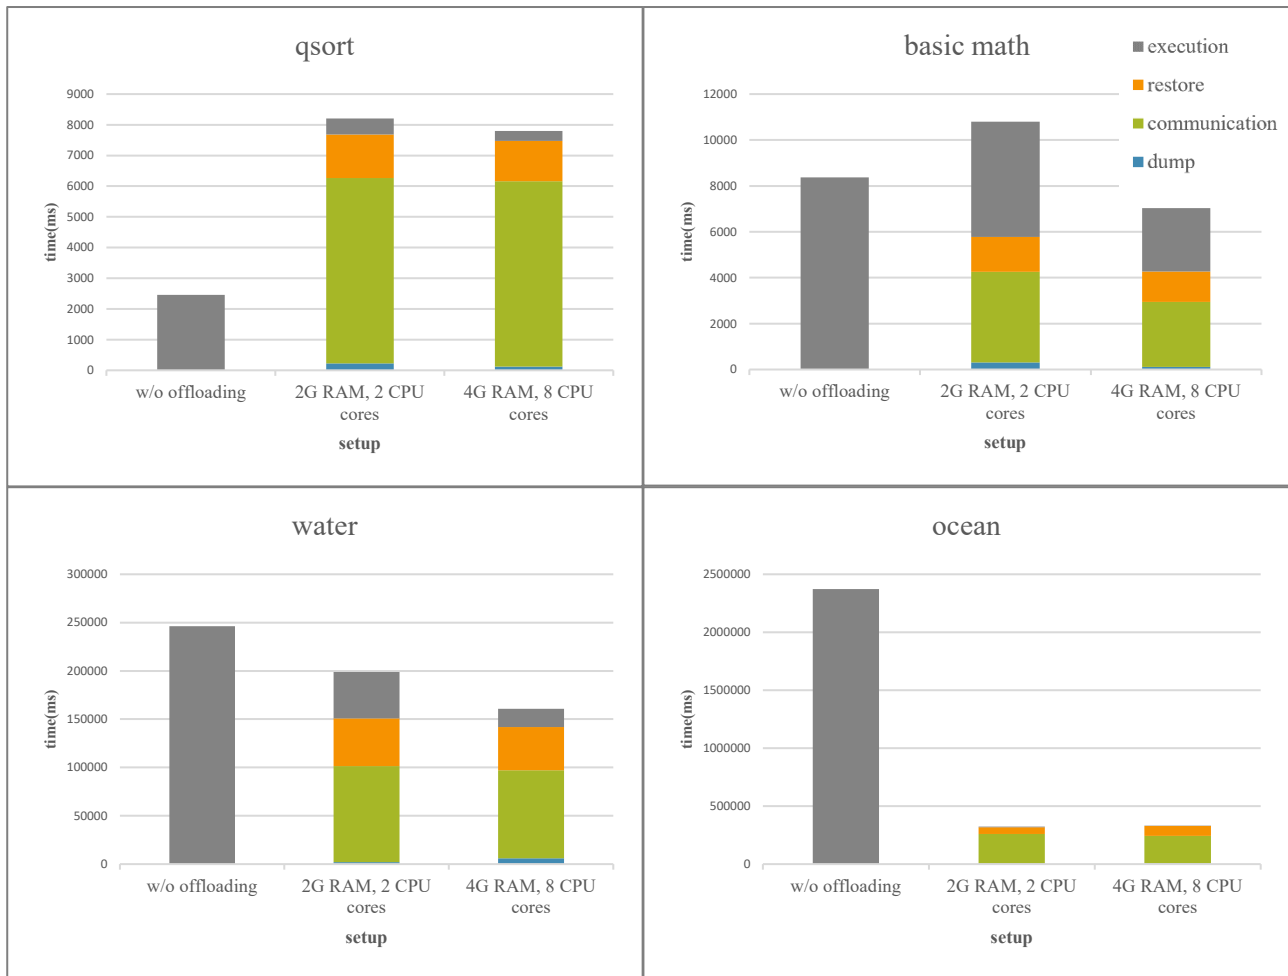 qsort
9000
8000
7000
6000
5000
4000
3000
2000
1000
0
time(ms)
w/o offloading
2G RAM, 2 CPU
cores
4G RAM, 8 CPU
cores
setup
basic math
execution
restore
communication
dump
12000
10000
8000
6000
4000
2000
0
time(ms)
w/o offloading
2G RAM, 2 CPU
cores
4G RAM, 8 CPU
cores
setup
water
300000
250000
200000
150000
100000
50000
0
time(ms)
w/o offloading
2G RAM, 2 CPU
cores
4G RAM, 8 CPU
cores
setup
ocean
2500000
2000000
1500000
1000000
500000
0
time(ms)
w/o offloading
2G RAM, 2 CPU
cores
4G RAM, 8 CPU
cores
setup